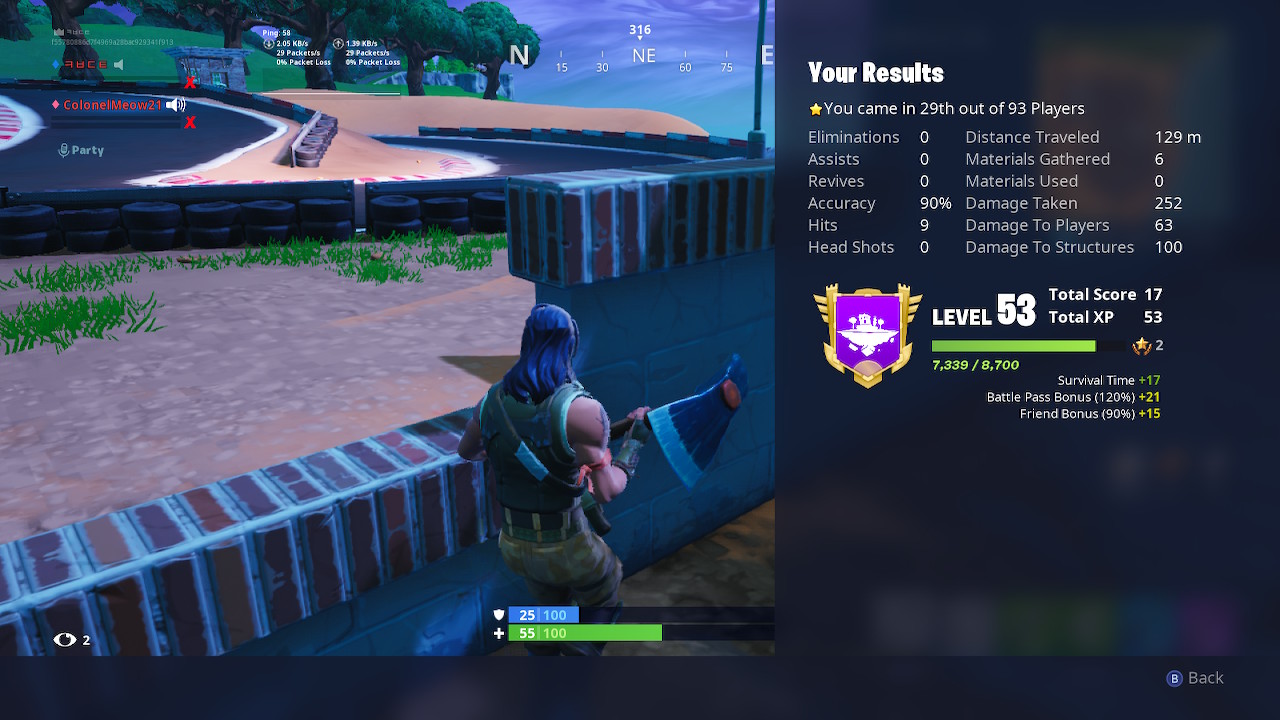 ㅋㅂㄷㅌ
Ping: 58
2.05 KB/s 1.39 KB/s
29 Packets/s 29 Packets/s
0% Packet Loss 0% Packet Loss
316
345 N 15 30 NE 60 75 E
ㅋㅂㄷㅌ
ColonelMeow21
X
X
Party
25 100
55 100
2
Your Results
You came in 29th out of 93 Players
Eliminations 0 Distance Traveled 129 m
Assists 0 Materials Gathered 6
Revives 0 Materials Used 0
Accuracy 90% Damage Taken 252
Hits 9 Damage To Players 63
Head Shots 0 Damage To Structures 100
LEVEL 53
Total Score 17
Total XP 53
2
7,339 / 8,700
Survival Time +17
Battle Pass Bonus (120%) +21
Friend Bonus (90%) +15
B Back